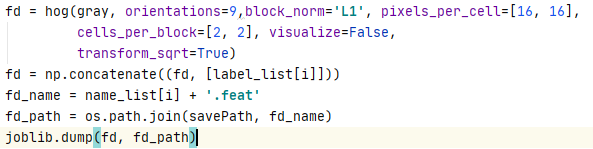 fd = hog(gray, orientations=9,block_norm='L1', pixels_per_cell=[16, 16],
cells_per_block=[2, 2], visualize=False,
transform_sqrt=True)
fd = np.concatenate((fd, [label_list[i]]))
fd_name = name_list[i] + '.feat'
fd_path = os.path.join(savePath, fd_name)
joblib.dump(fd, fd_path)